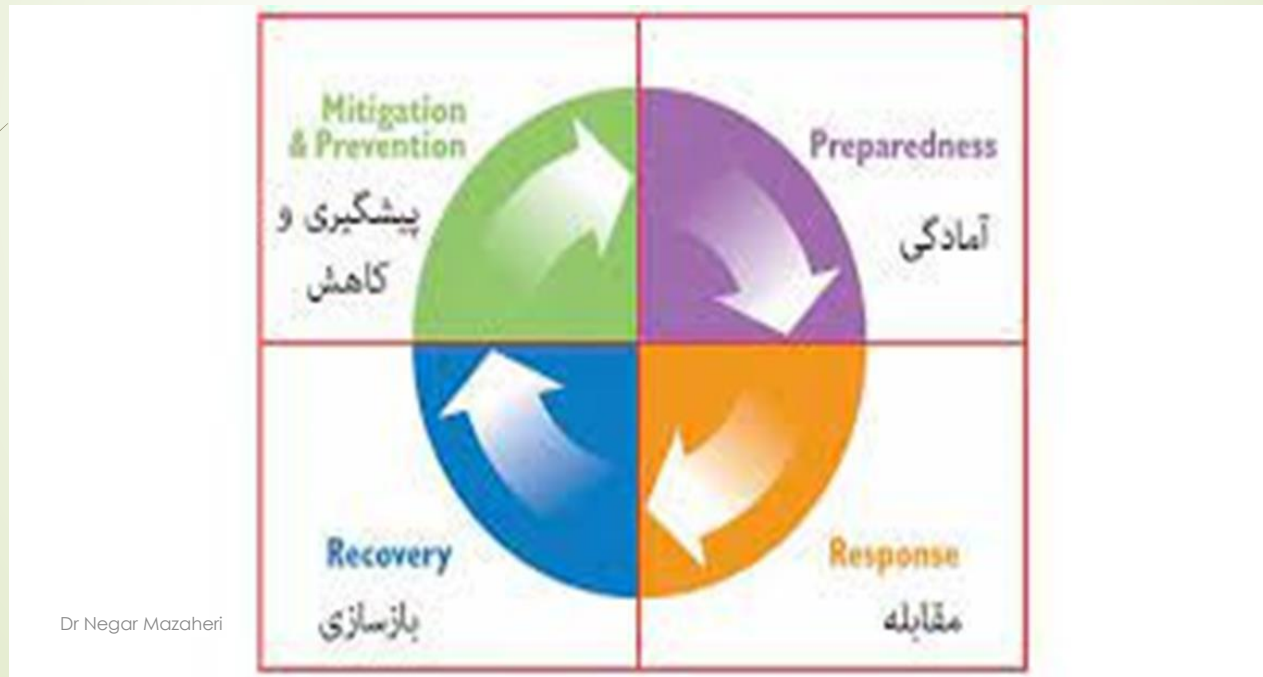 Mitigation
& Prevention
پیشگیری و
کاهش
Preparedness
آمادگی
Recovery
بازسازی
Response
مقابله
Dr Negar Mazaheri